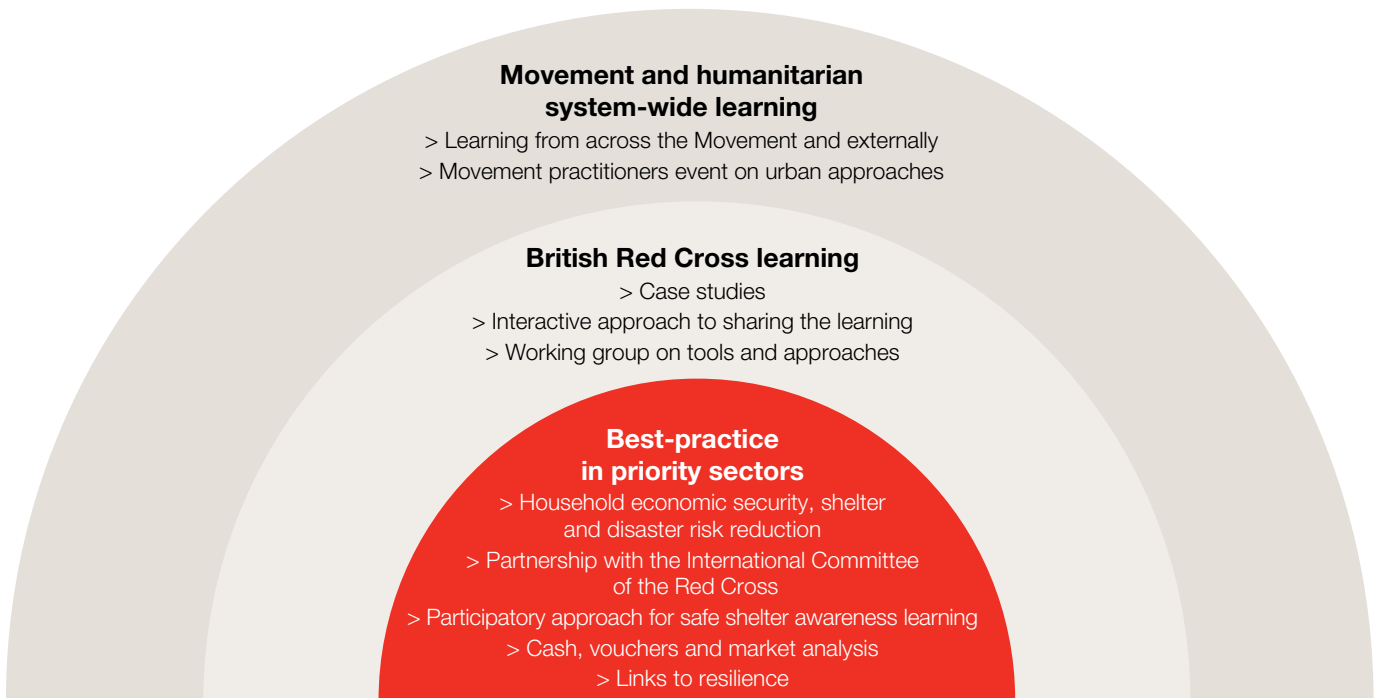 Movement and humanitarian
system-wide learning
> Learning from across the Movement and externally
> Movement practitioners event on urban approaches
British Red Cross learning
> Case studies
> Interactive approach to sharing the learning
> Working group on tools and approaches
Best-practice
in priority sectors
> Household economic security, shelter
and disaster risk reduction
> Partnership with the International Committee
of the Red Cross
> Participatory approach for safe shelter awareness learning
> Cash, vouchers and market analysis
> Links to resilience